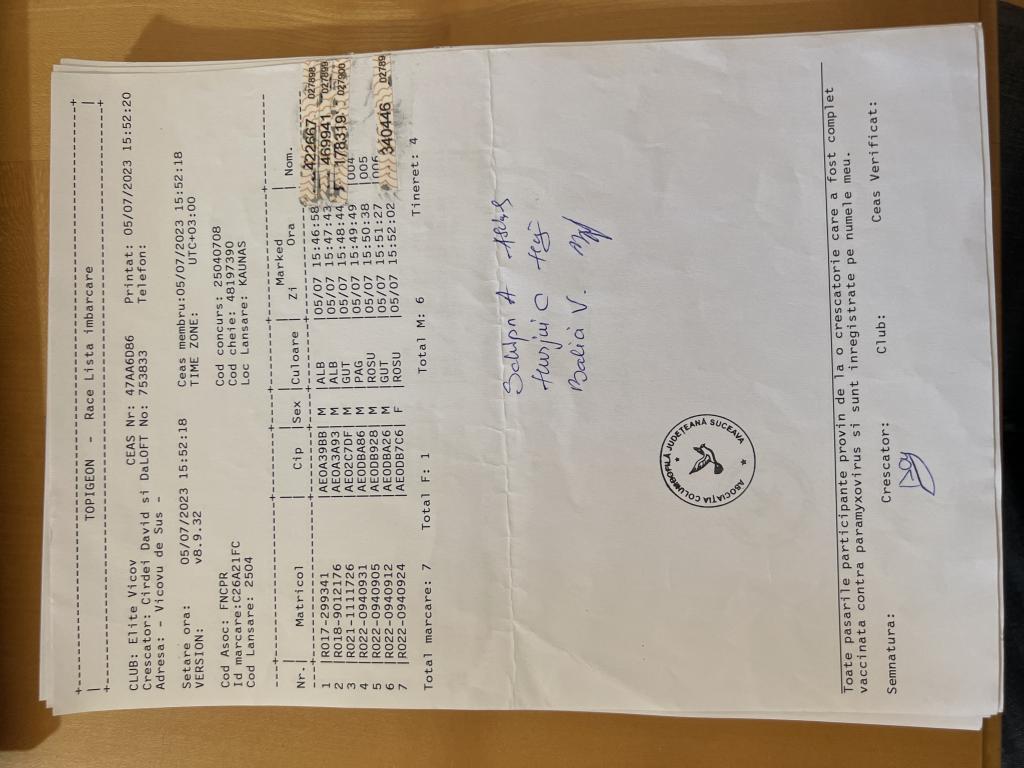 TOPIGEON - Race Lista imbarcare
CLUB: Elite Vicov CEAS Nr: 47AA6D86 Printat: 05/07/2023 15:52:20
Crescator: Cirdei David si DaLOFT No: 753833 Telefon:
Adresa: - Vicovu de Sus -
Setare ora: 05/07/2023 15:52:18 Ceas membru:05/07/2023 15:52:18
VERSION: v8.9.32 TIME ZONE: UTC+03:00
Cod Asoc: FNCPR Cod concurs: 25040708
Id marcare:C26A21FC Cod cheie: 48197390
Cod Lansare: 2504 Loc Lansare: KAUNAS
Marked
Nr.| Matricol | Cip |Sex |Culoare | Zi Ora | Nom.
1 |RO17-299341 |AE0A39BB| M |ALB |05/07 15:46:58 422667 027898
2 |RO18-9012176 |AE0A3A93| M |ALB |05/07 15:47:43 469941 027899
3 |RO21-1111726 |AE02C7DF| M |GUT |05/07 15:48:44 178319 027900
4 |RO22-0940931 |AE0DBA86| M |PAG |05/07 15:49:49 |004
5 |RO22-0940905 |AE0DB928| M |ROSU |05/07 15:50:38 |005
6 |RO22-0940912 |AE0DBA26| M |GUT |05/07 15:51:27 |006 340446 02789
7 |RO22-0940924 |AE0DB7C6| F |ROSU |05/07 15:52:02
Total marcare: 7 Total F: 1 Total M: 6 Tineret: 4
Balica V.
ASOCIAȚIA COLUMBOFILĂ JUDEȚEANĂ SUCEAVA
Toate pasarile participante provin de la o crescatorie care a fost complet
vaccinata contra paramyxovirus si sunt inregistrate pe numele meu.
Semnatura: Crescator: Club: Ceas Verificat: